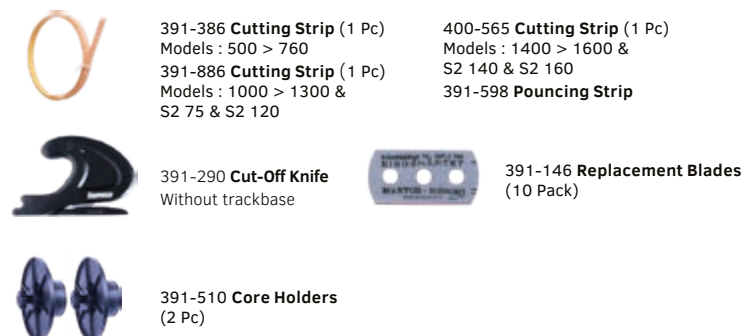 391-386 Cutting Strip (1 Pc)
Models : 500 > 760
391-886 Cutting Strip (1 Pc)
Models : 1000 > 1300 &
S2 75 & S2 120
400-565 Cutting Strip (1 Pc)
Models : 1400 > 1600 &
S2 140 & S2 160
391-598 Pouncing Strip
391-290 Cut-Off Knife
Without trackbase
391-146 Replacement Blades
(10 Pack)
391-510 Core Holders
(2 Pc)